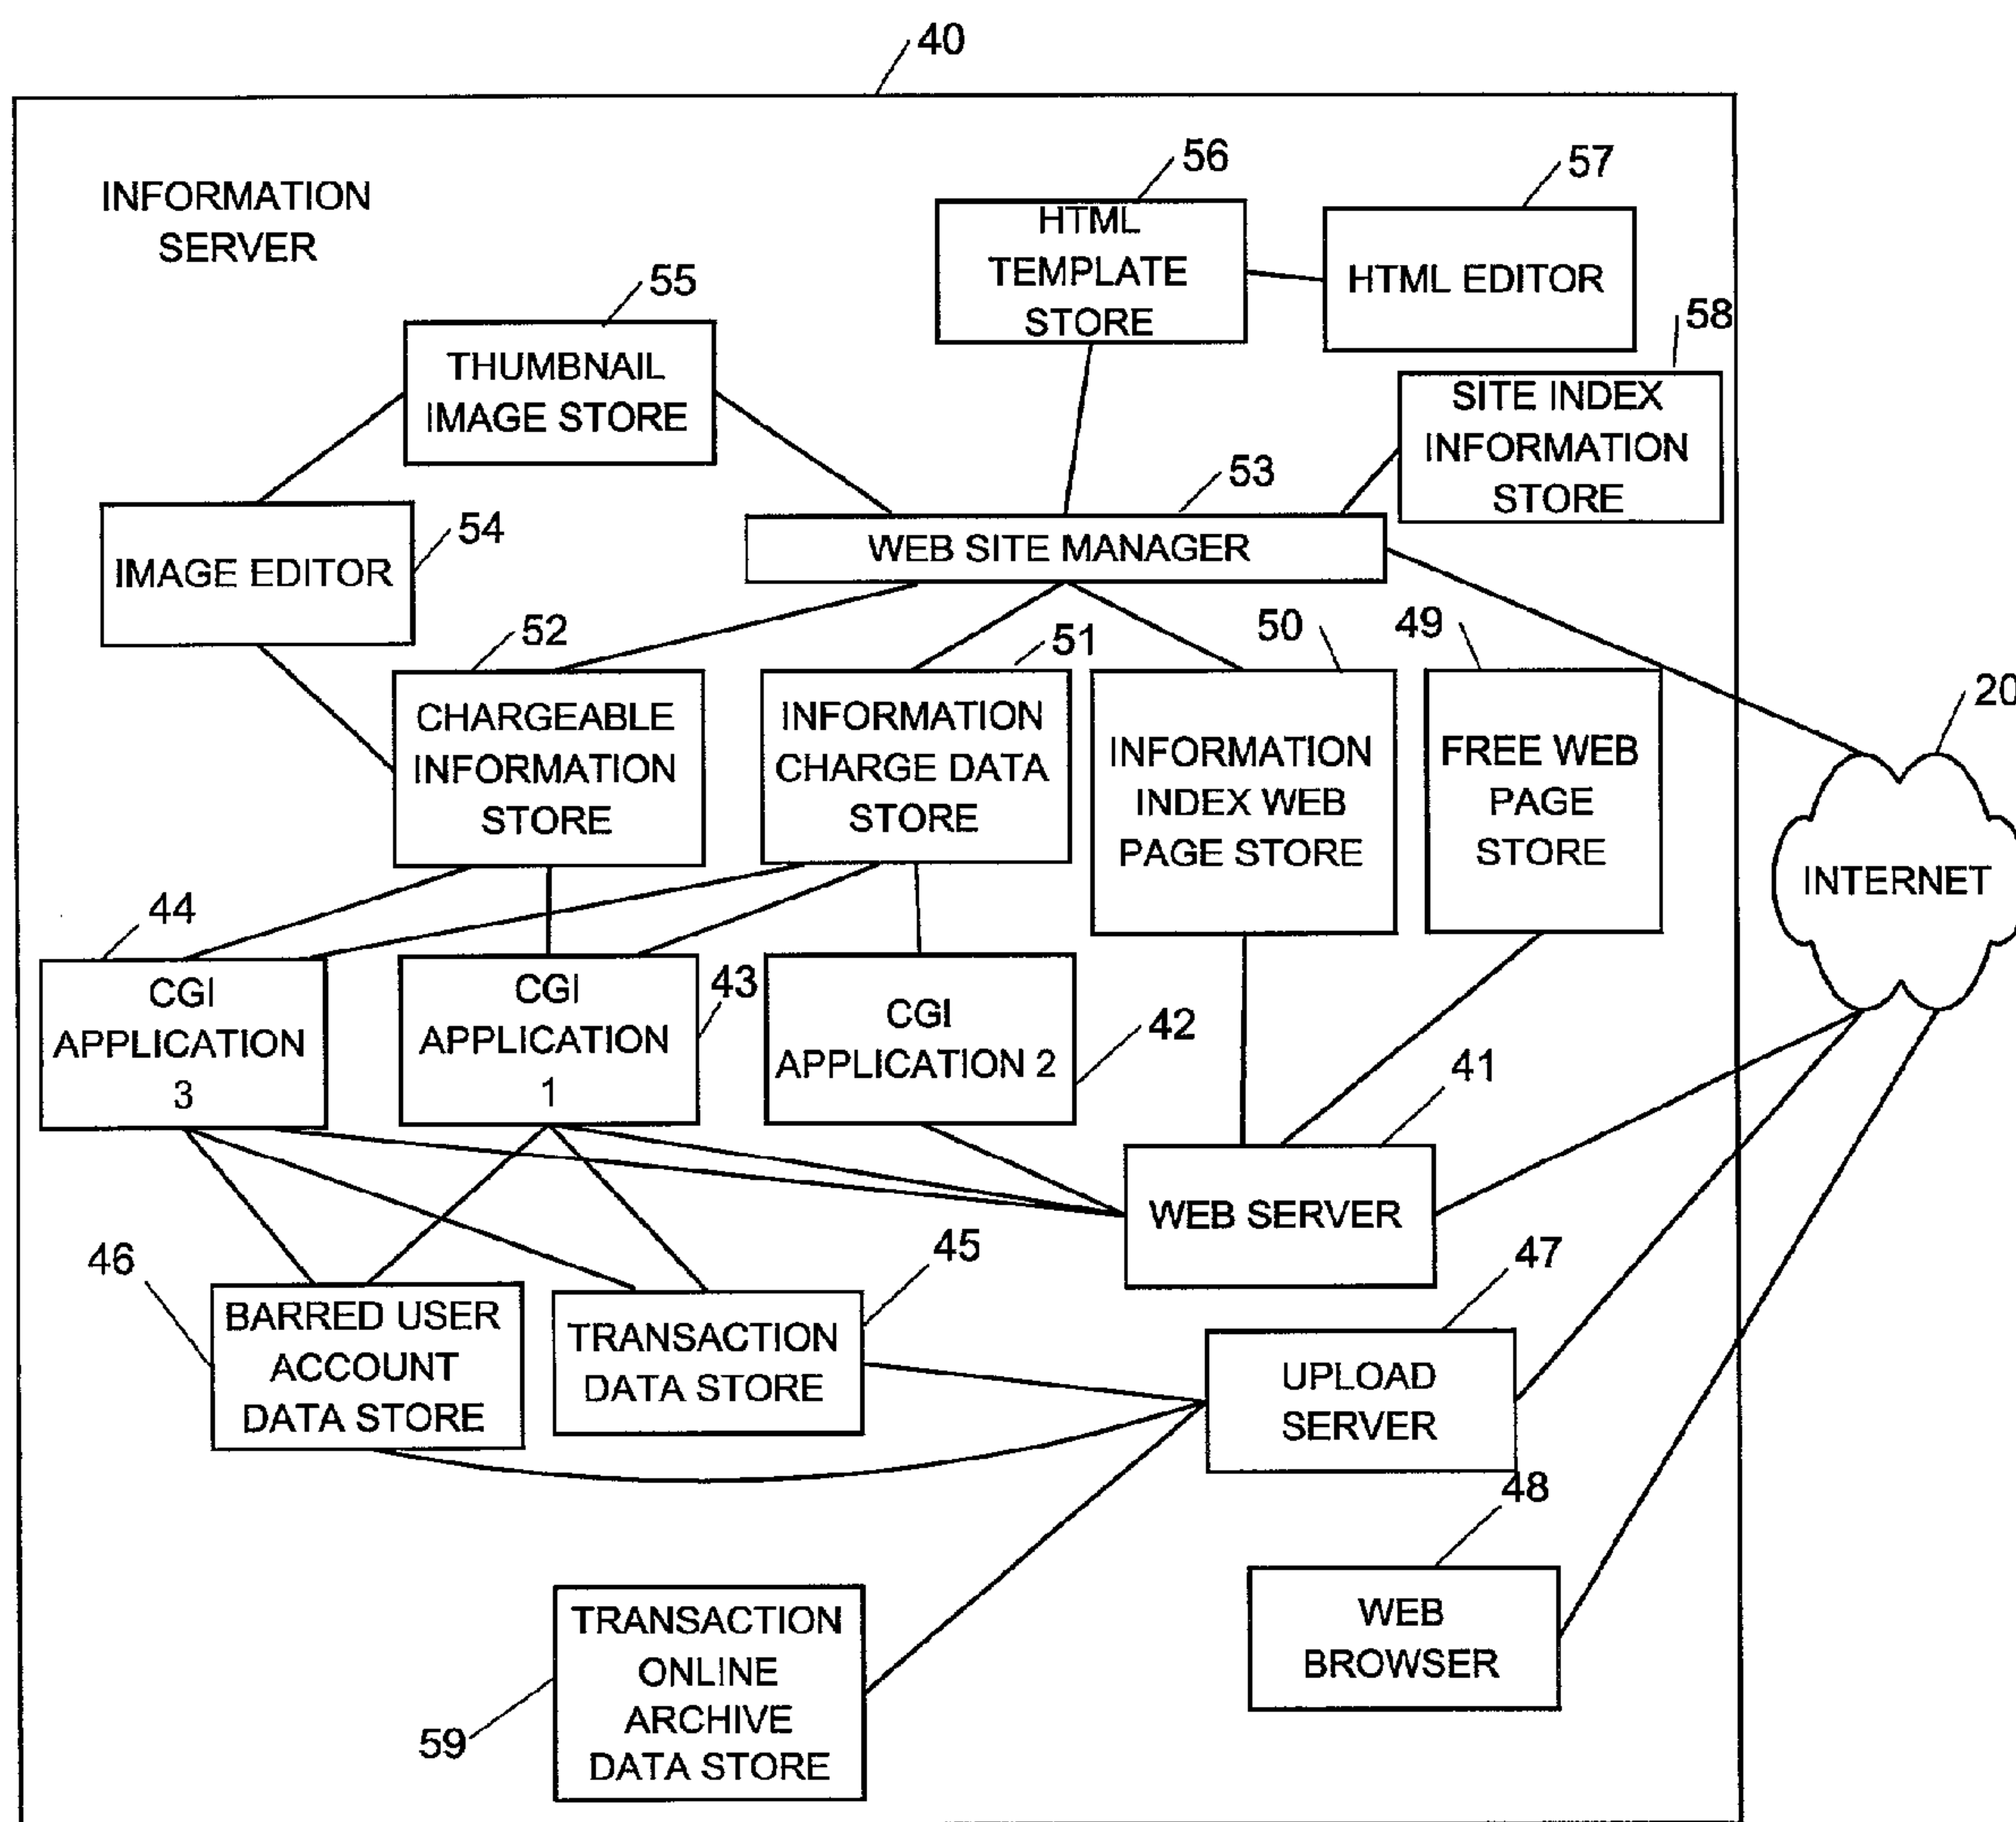 40
INFORMATION
SERVER
56
HTML
TEMPLATE
STORE
57
HTML EDITOR
55
THUMBNAIL
IMAGE STORE
58
SITE INDEX
INFORMATION
STORE
53
WEB SITE MANAGER
54
IMAGE EDITOR
52
CHARGEABLE
INFORMATION
STORE
51
INFORMATION
CHARGE DATA
STORE
50
INFORMATION
INDEX WEB
PAGE STORE
49
FREE WEB
PAGE
STORE
20
INTERNET
44
CGI
APPLICATION
3
43
CGI
APPLICATION
1
42
CGI
APPLICATION 2
41
WEB SERVER
46
BARRED USER
ACCOUNT
DATA STORE
45
TRANSACTION
DATA STORE
47
UPLOAD
SERVER
48
WEB
BROWSER
59
TRANSACTION
ONLINE
ARCHIVE
DATA STORE